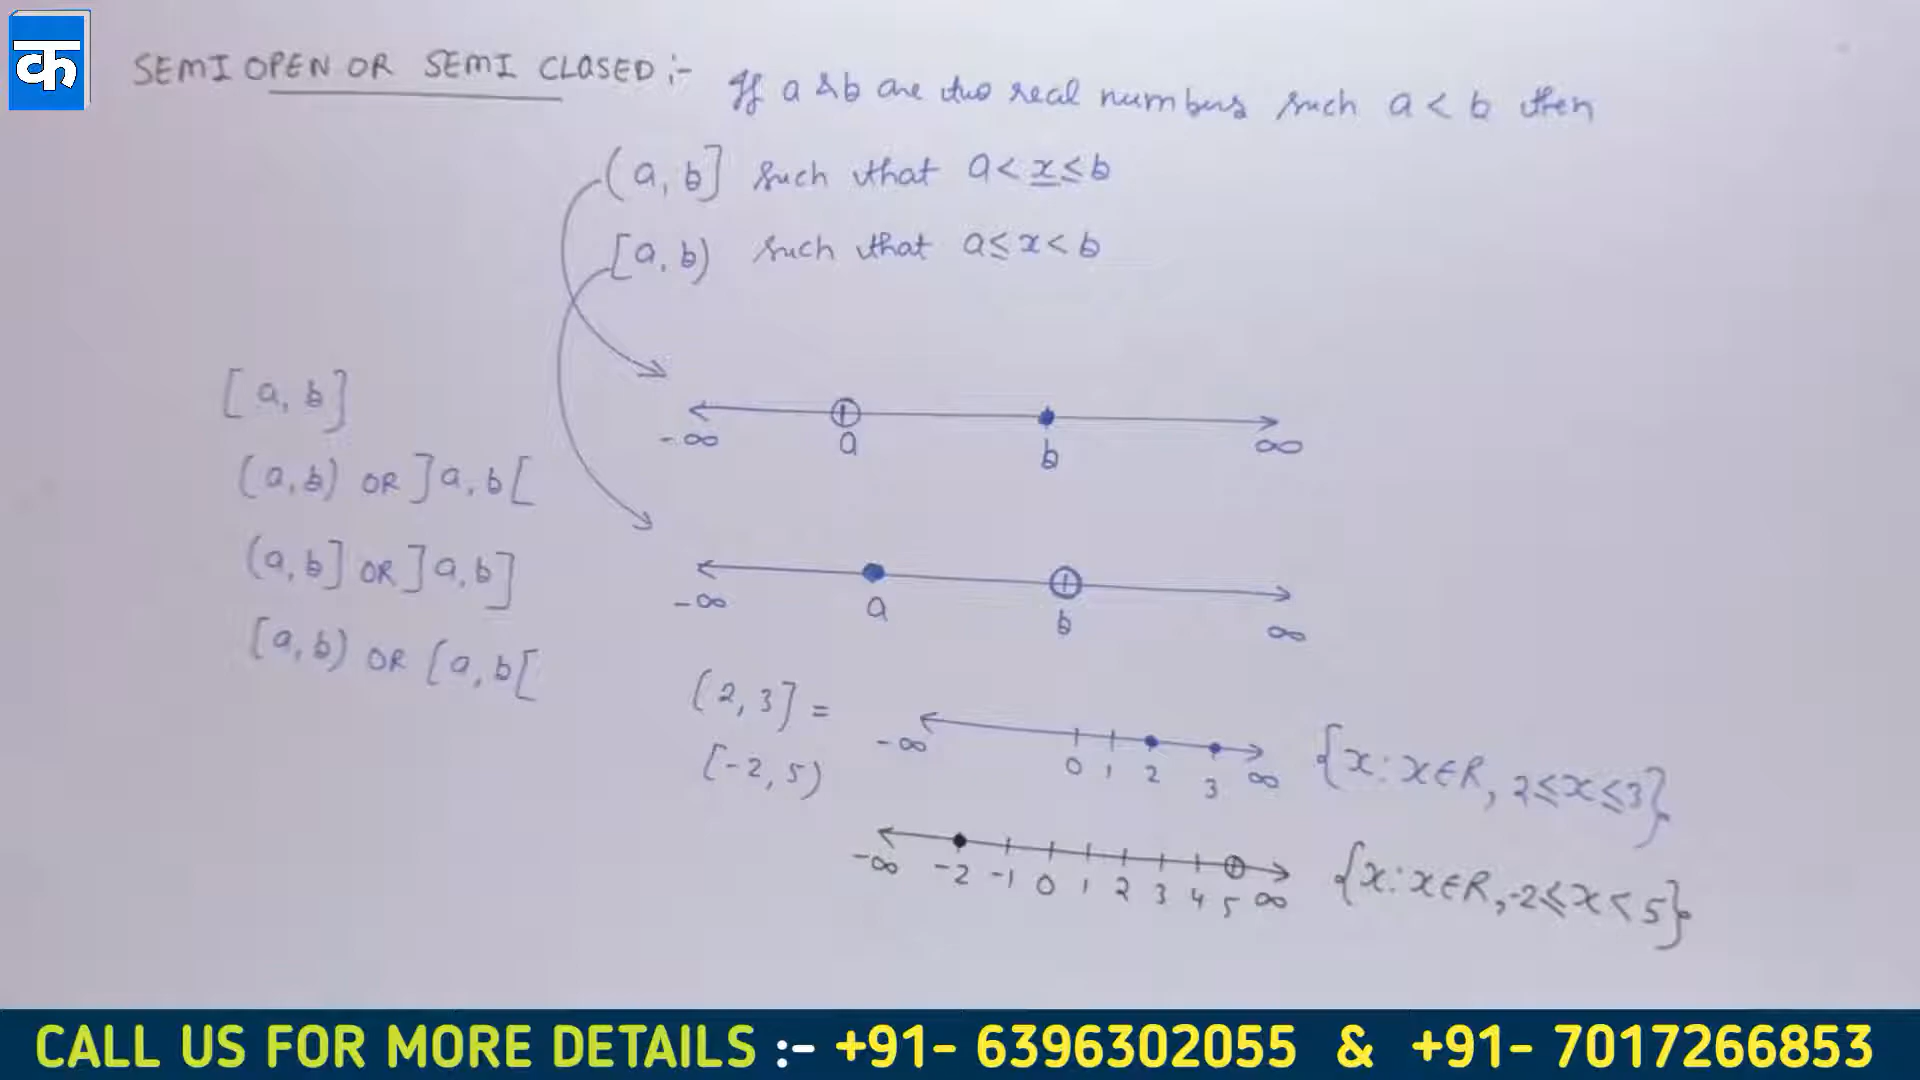 क
SEMI OPEN OR SEMI CLOSED :-
If a & b are two real numbers such a < b then
(a, b] such that a < x ≤ b
[a, b) such that a ≤ x < b
-∞ a b ∞
[a, b]
(a, b) OR ]a, b[
(a, b] OR ]a, b]
[a, b) OR [a, b[
-∞ a b ∞
[2, 3] =
-∞ 0 1 2 3 ∞ {x : x ∈ R, 2 ≤ x ≤ 3}
[-2, 5)
-∞ -2 -1 0 1 2 3 4 5 ∞ {x : x ∈ R, -2 ≤ x < 5}
CALL US FOR MORE DETAILS :- +91- 6396302055 & +91- 7017266853